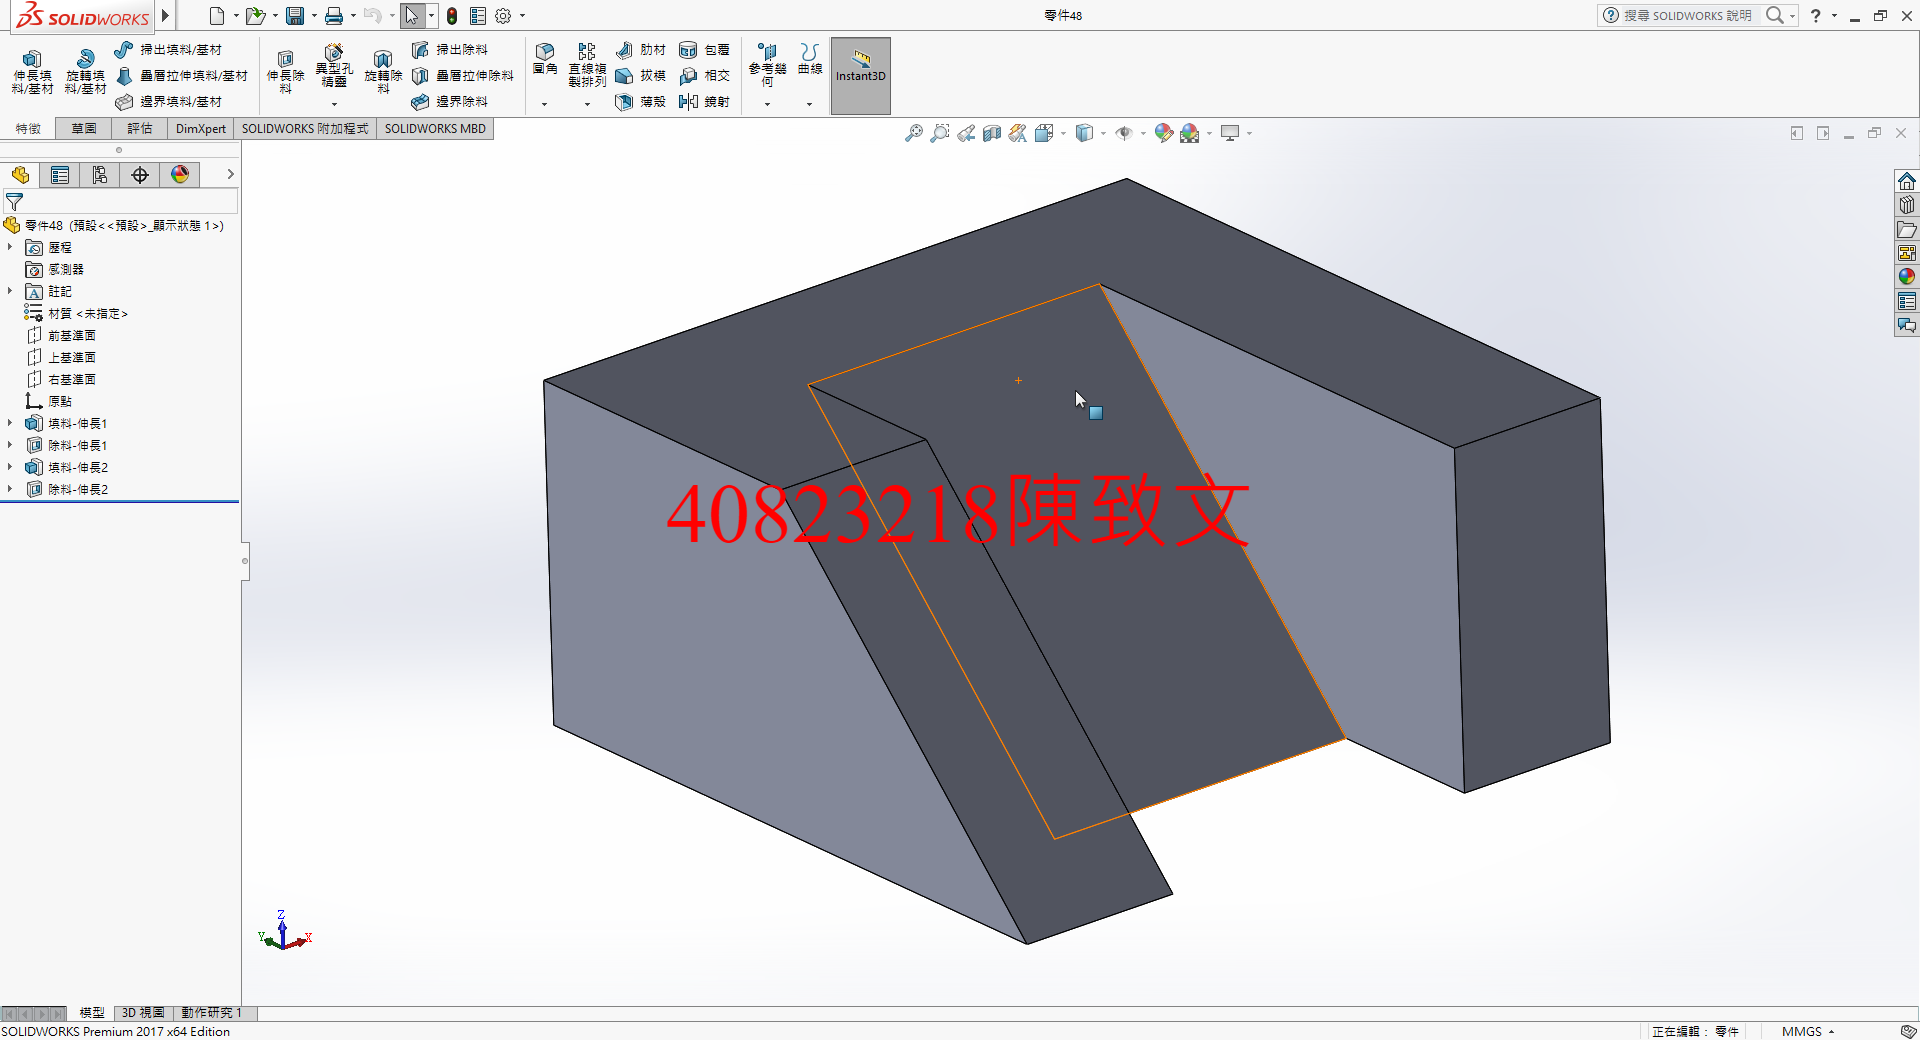 SOLIDWORKS
零件48
搜尋 SOLIDWORKS 說明
?
伸長填料/基材
旋轉填料/基材
掃出填料/基材
疊層拉伸填料/基材
邊界填料/基材
伸長除料
異型孔精靈
旋轉除料
掃出除料
疊層拉伸除料
邊界除料
圓角
直線複製排列
肋材
拔模
薄殼
包覆
相交
鏡射
參考幾何
曲線
Instant3D
特徵
草圖
評估
DimXpert
SOLIDWORKS 附加程式
SOLIDWORKS MBD
零件48 (預設<<預設>_顯示狀態 1>)
歷程
感測器
註記
材質 <未指定>
前基準面
上基準面
右基準面
原點
填料-伸長1
除料-伸長1
填料-伸長2
除料-伸長2
40823218陳致文
Z
Y
X
模型
3D 視圖
動作研究 1
SOLIDWORKS Premium 2017 x64 Edition
正在編輯： 零件
MMGS